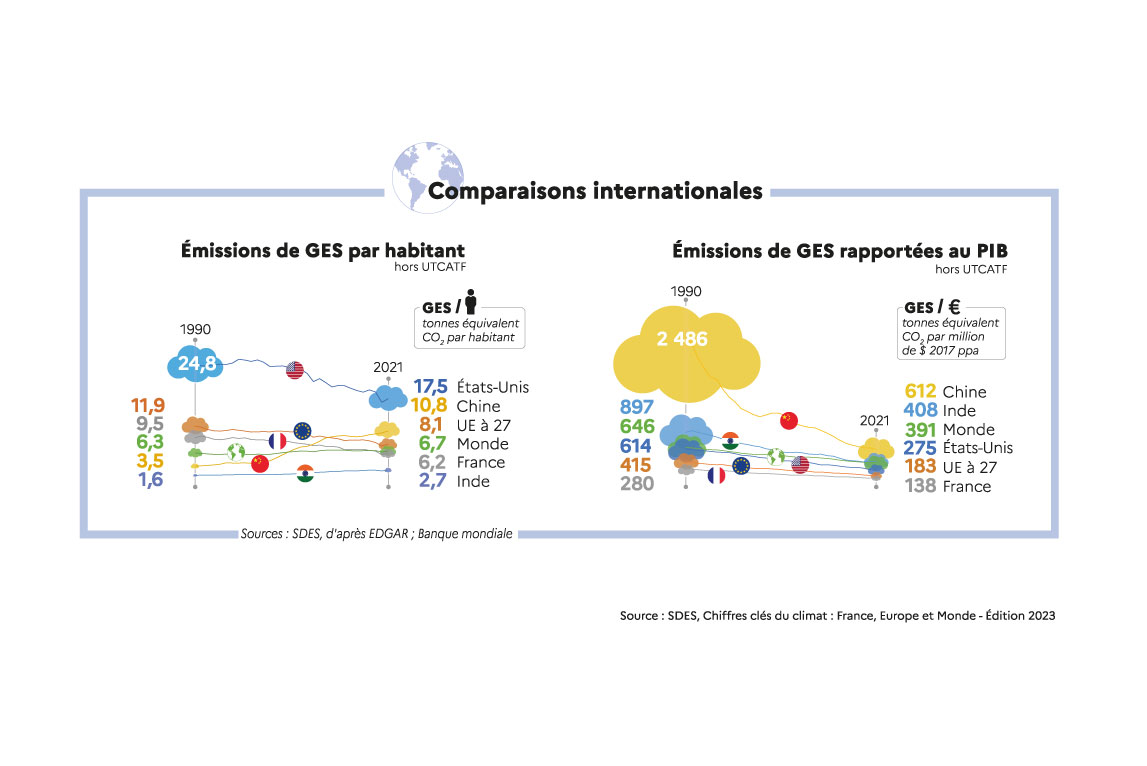 Comparaisons internationales
Émissions de GES par habitant
hors UTCATF
GES /
tonnes équivalent
CO₂ par habitant
1990
24,8
11,9
9,5
6,3
3,5
1,6
2021
17,5 États-Unis
10,8 Chine
8,1 UE à 27
6,7 Monde
6,2 France
2,7 Inde
Émissions de GES rapportées au PIB
hors UTCATF
GES / €
tonnes équivalent
CO₂ par million
de $ 2017 ppa
1990
2 486
897
646
614
415
280
2021
612 Chine
408 Inde
391 Monde
275 États-Unis
183 UE à 27
138 France
Sources : SDES, d'après EDGAR ; Banque mondiale
Source : SDES, Chiffres clés du climat : France, Europe et Monde - Édition 2023